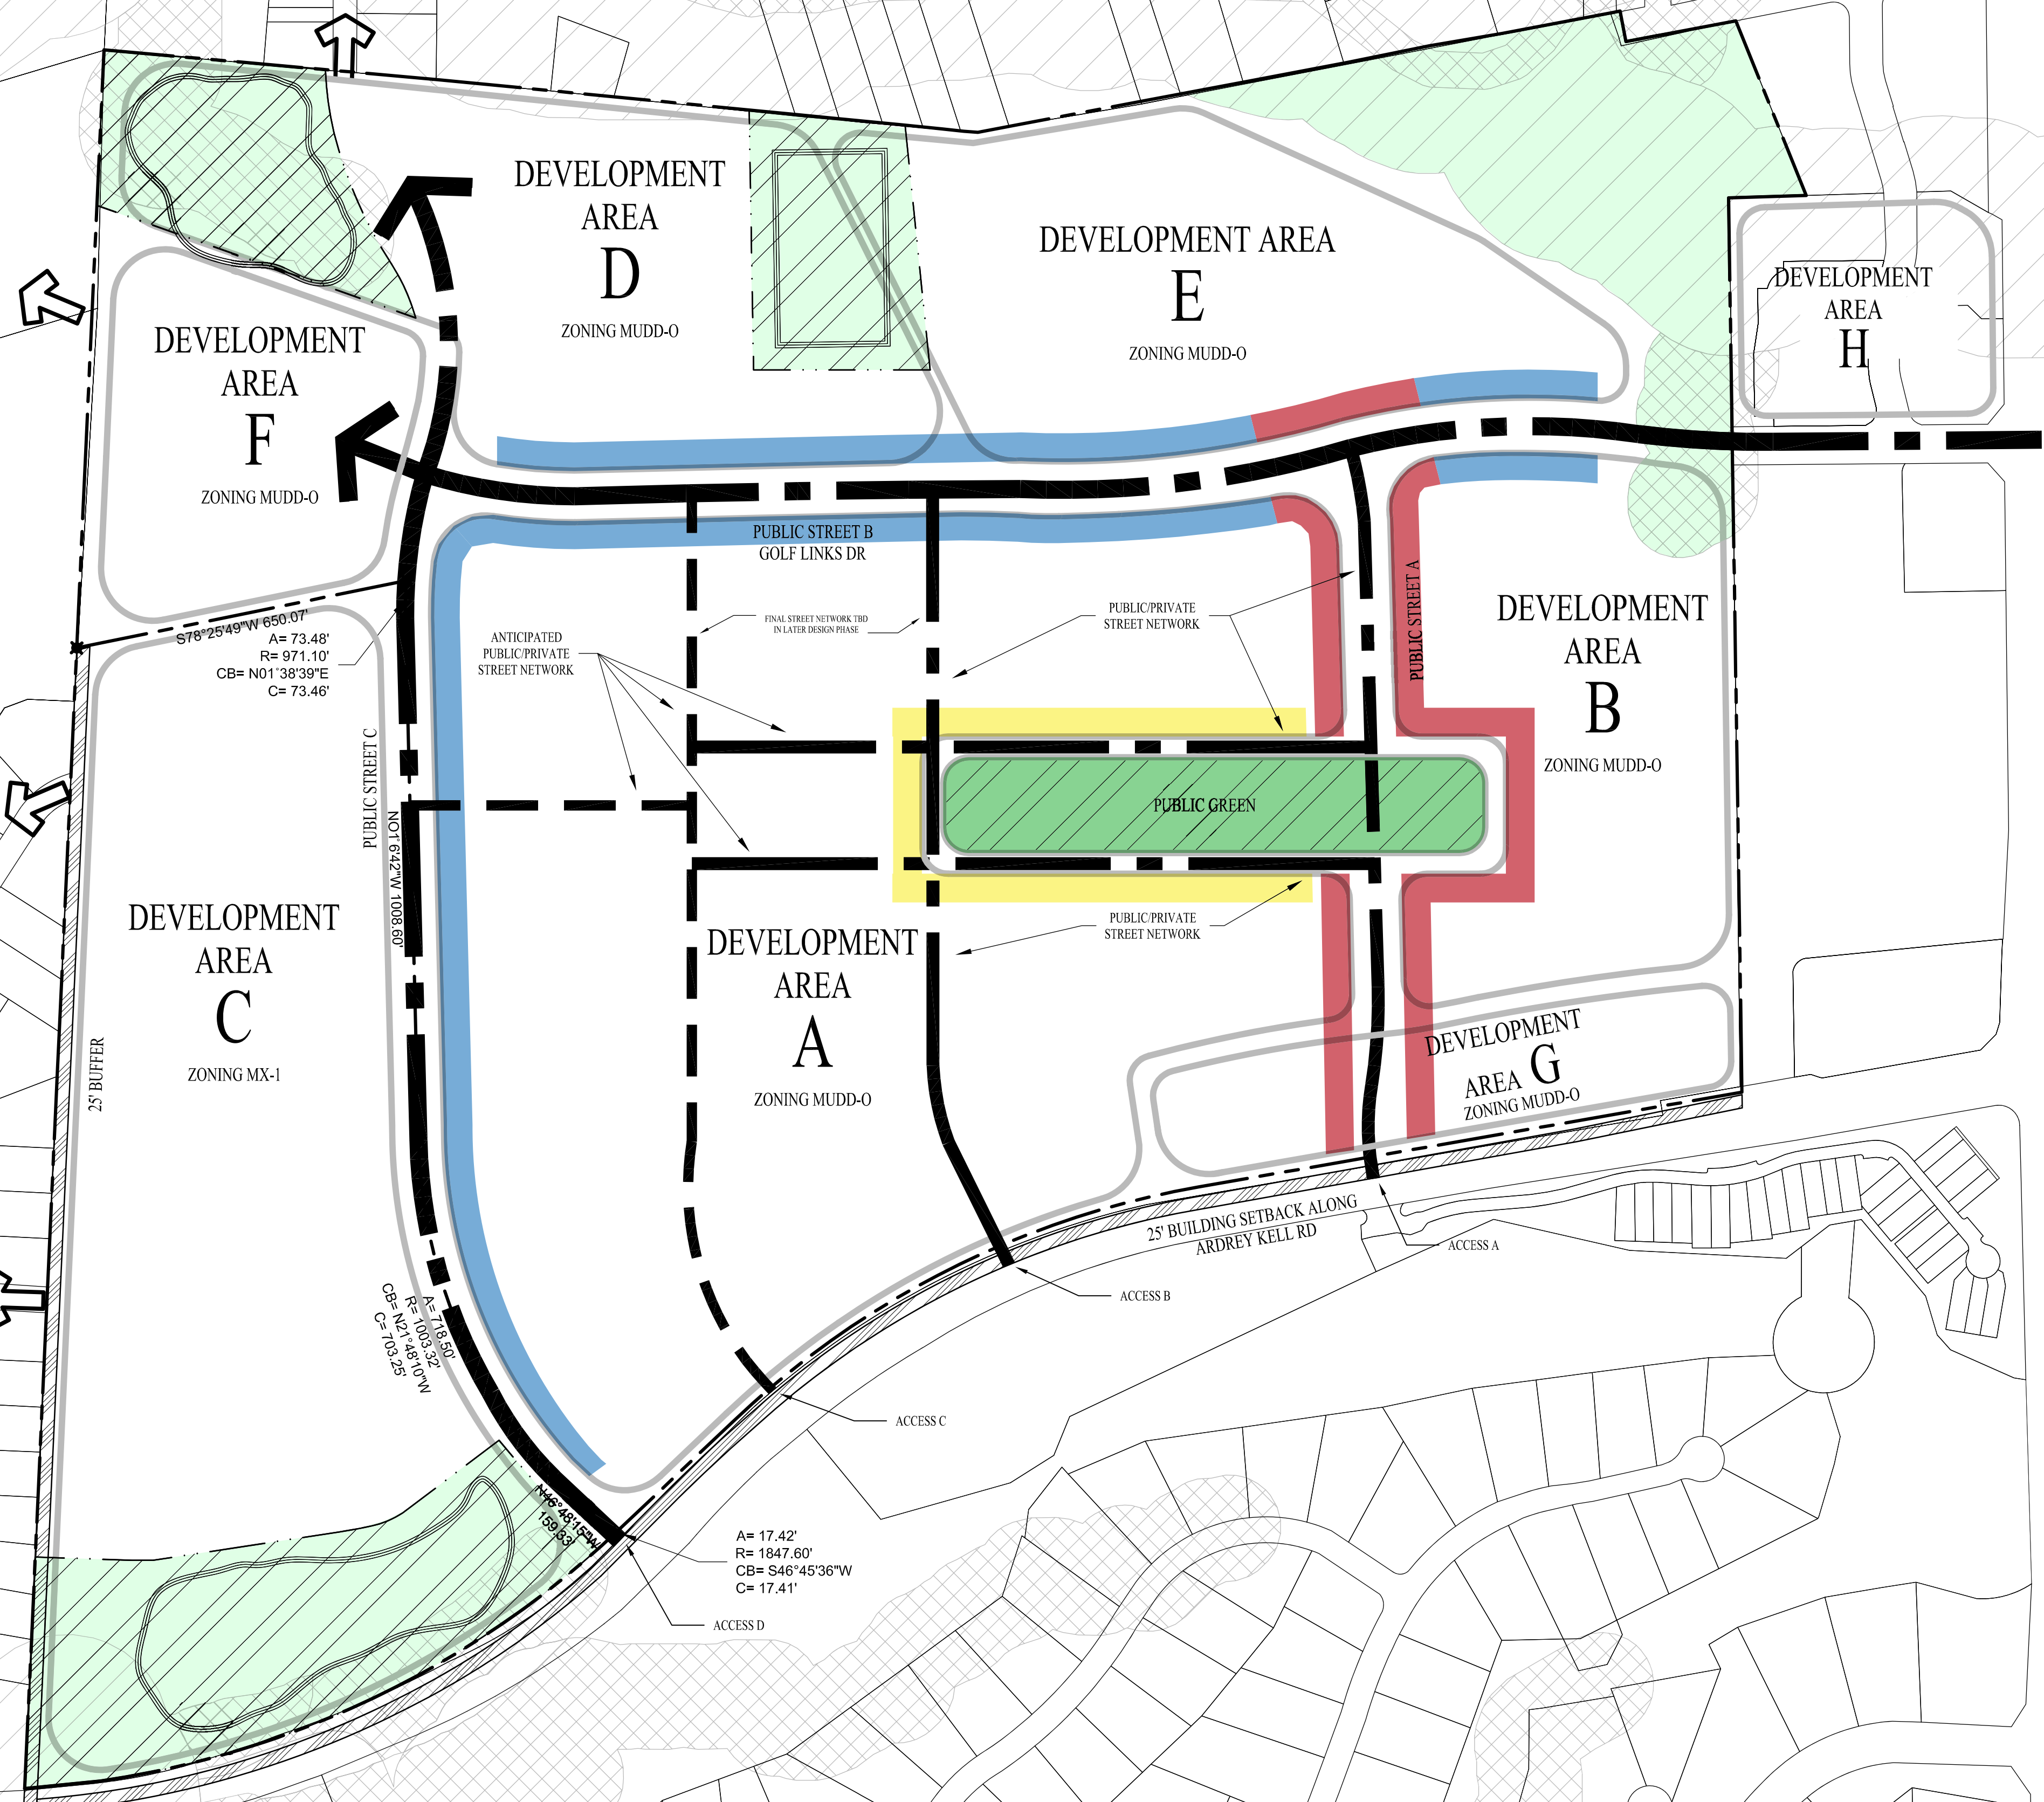 DEVELOPMENT
AREA
D
ZONING MUDD-O
DEVELOPMENT AREA
E
ZONING MUDD-O
DEVELOPMENT
AREA
H
DEVELOPMENT
AREA
F
ZONING MUDD-O
PUBLIC STREET B
GOLF LINKS DR
S78°25'49"W 650.07'
A= 73.48'
R= 971.10'
CB= N01°38'39"E
C= 73.46'
ANTICIPATED
PUBLIC/PRIVATE
STREET NETWORK
FINAL STREET NETWORK TBD
IN LATER DESIGN PHASE
PUBLIC/PRIVATE
STREET NETWORK
PUBLIC STREET A
DEVELOPMENT
AREA
B
ZONING MUDD-O
PUBLIC STREET C
NO1°6'42"W 1008.60'
PUBLIC GREEN
DEVELOPMENT
AREA
C
ZONING MX-1
25' BUFFER
DEVELOPMENT
AREA
A
ZONING MUDD-O
PUBLIC/PRIVATE
STREET NETWORK
DEVELOPMENT
AREA G
ZONING MUDD-O
25' BUILDING SETBACK ALONG
ARDREY KELL RD
ACCESS A
ACCESS B
A= 718.50'
R= 1003.32'
CB= N21°48'10"W
C= 703.25'
ACCESS C
N46°48'15"W
159.33'
A= 17.42'
R= 1847.60'
CB= S46°45'36"W
C= 17.41'
ACCESS D